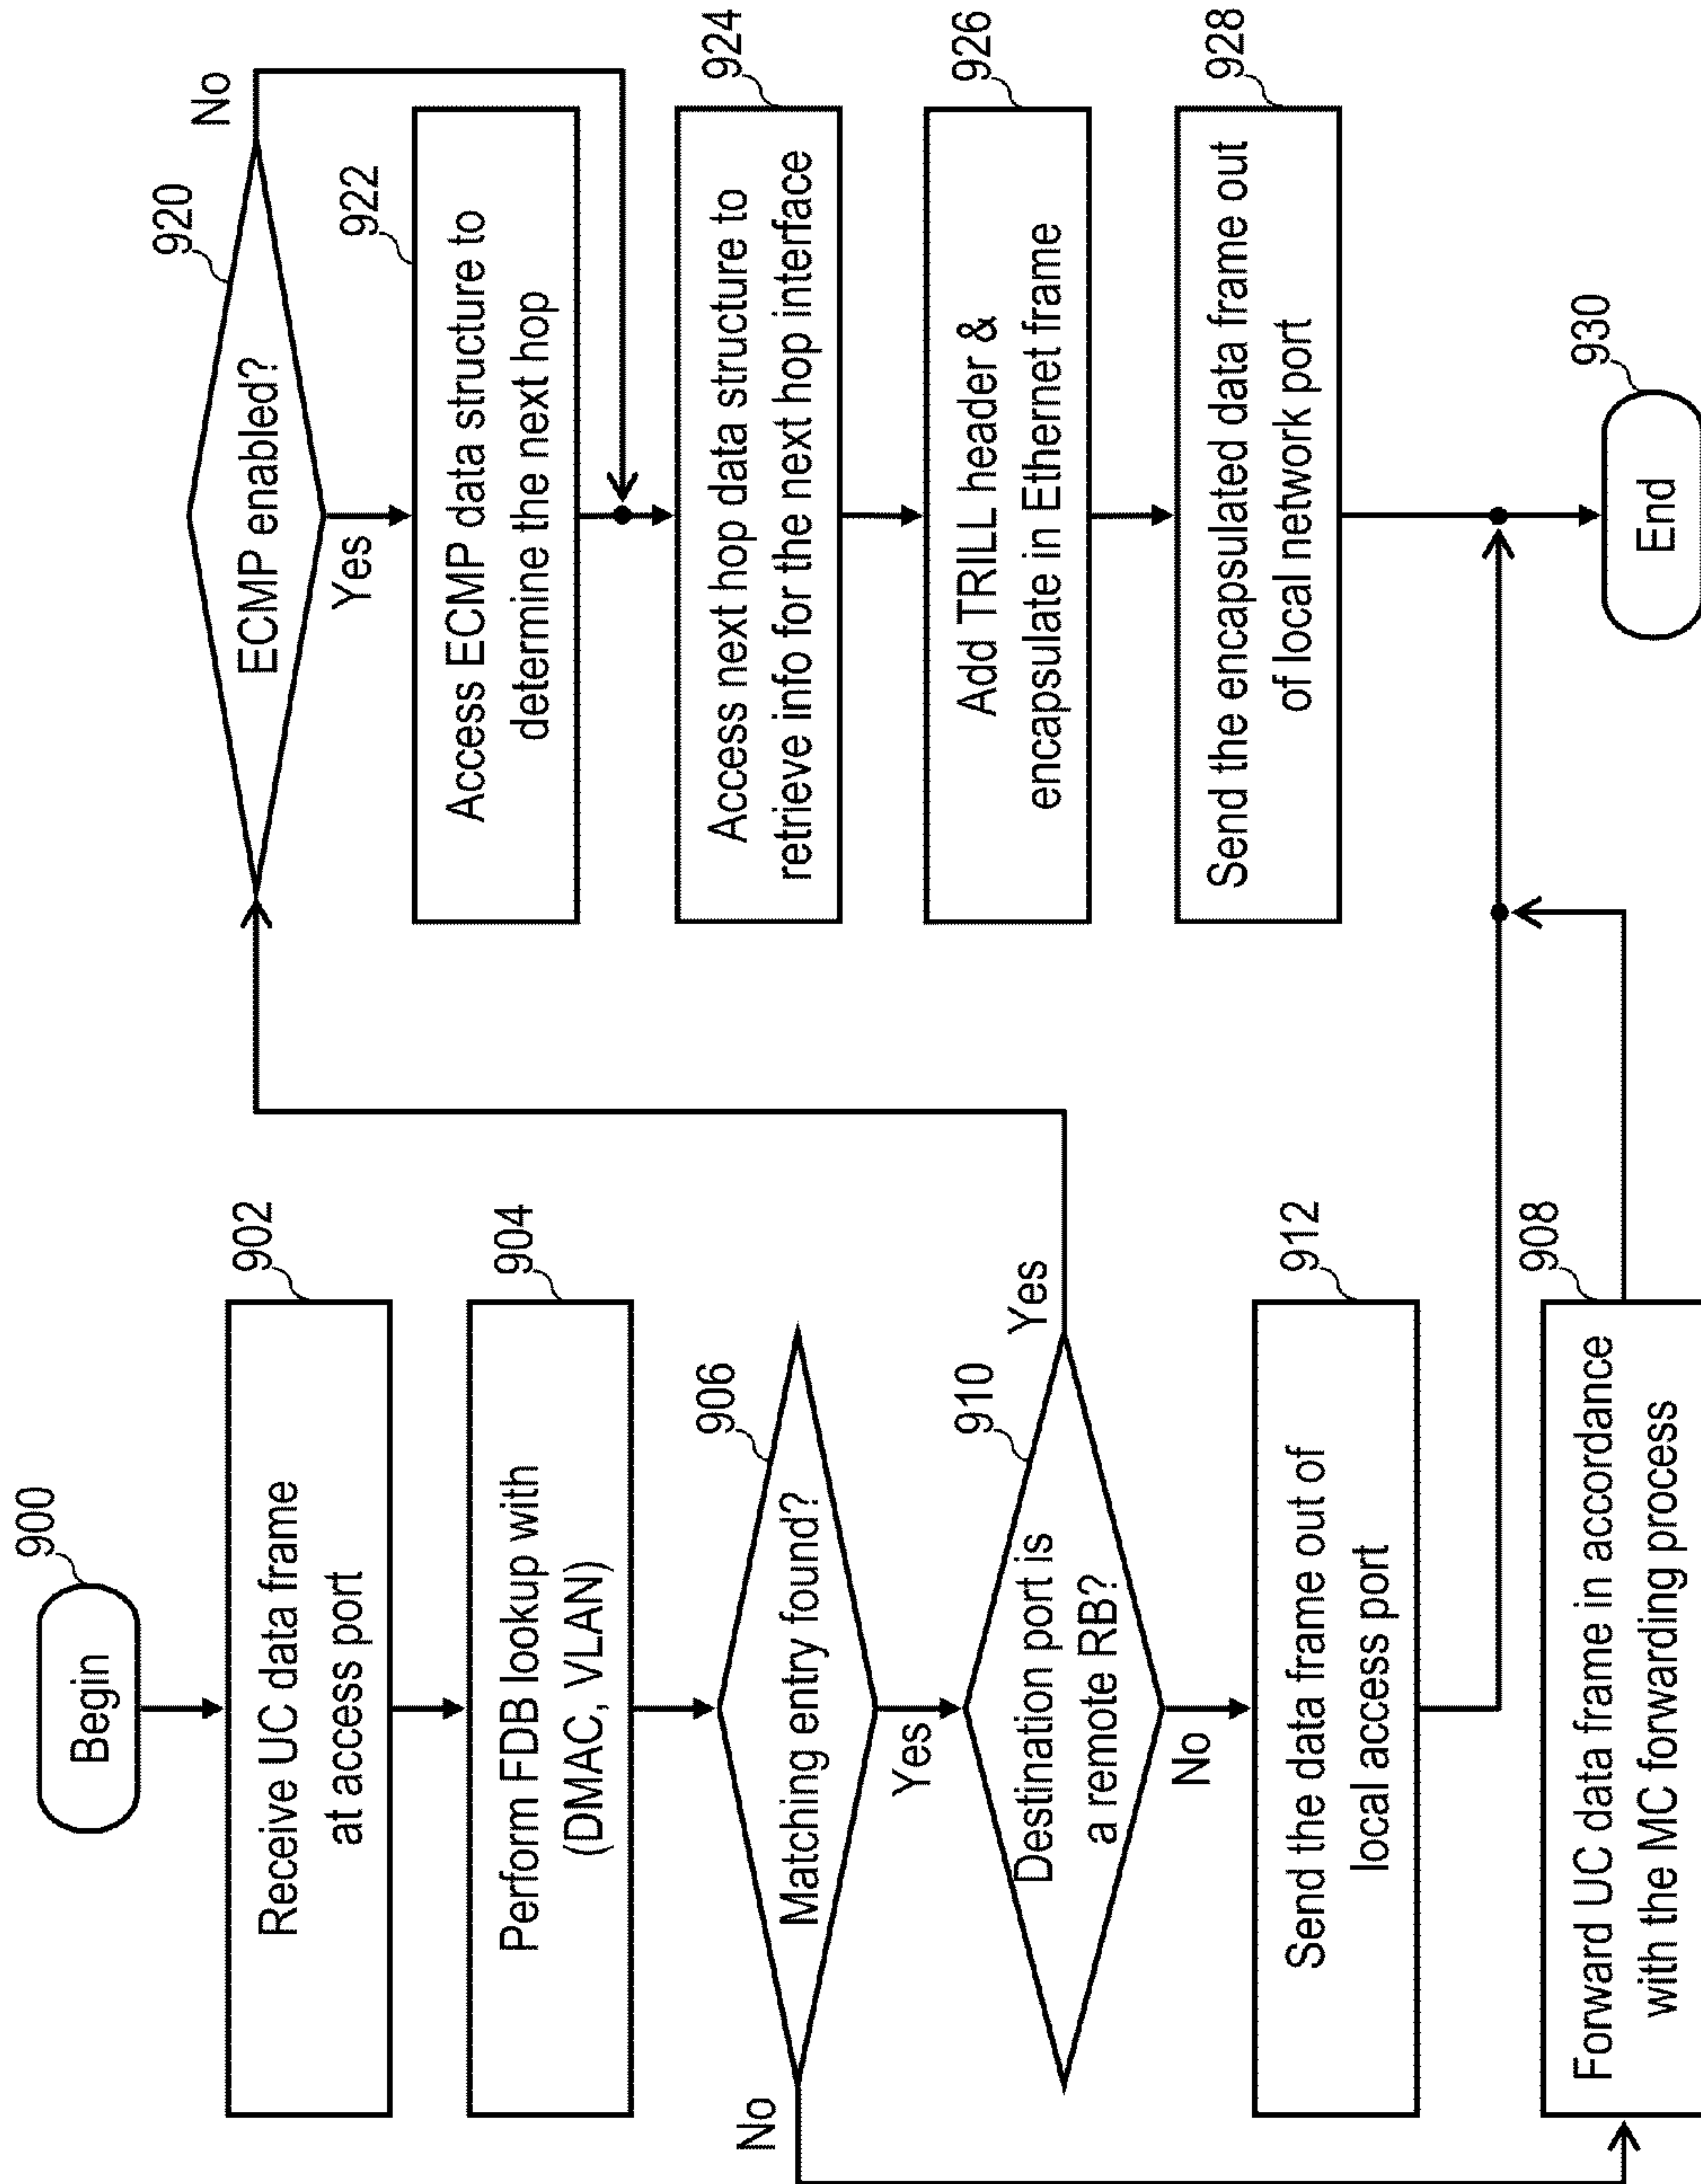 900
Begin
902
Receive UC data frame
at access port
904
Perform FDB lookup with
(DMAC, VLAN)
906
Matching entry found?
No
Yes
910
Destination port is
a remote RB?
Yes
No
912
Send the data frame out of
local access port
908
Forward UC data frame in accordance
with the MC forwarding process
920
ECMP enabled?
No
Yes
922
Access ECMP data structure to
determine the next hop
924
Access next hop data structure to
retrieve info for the next hop interface
926
Add TRILL header &
encapsulate in Ethernet frame
928
Send the encapsulated data frame out
of local network port
930
End